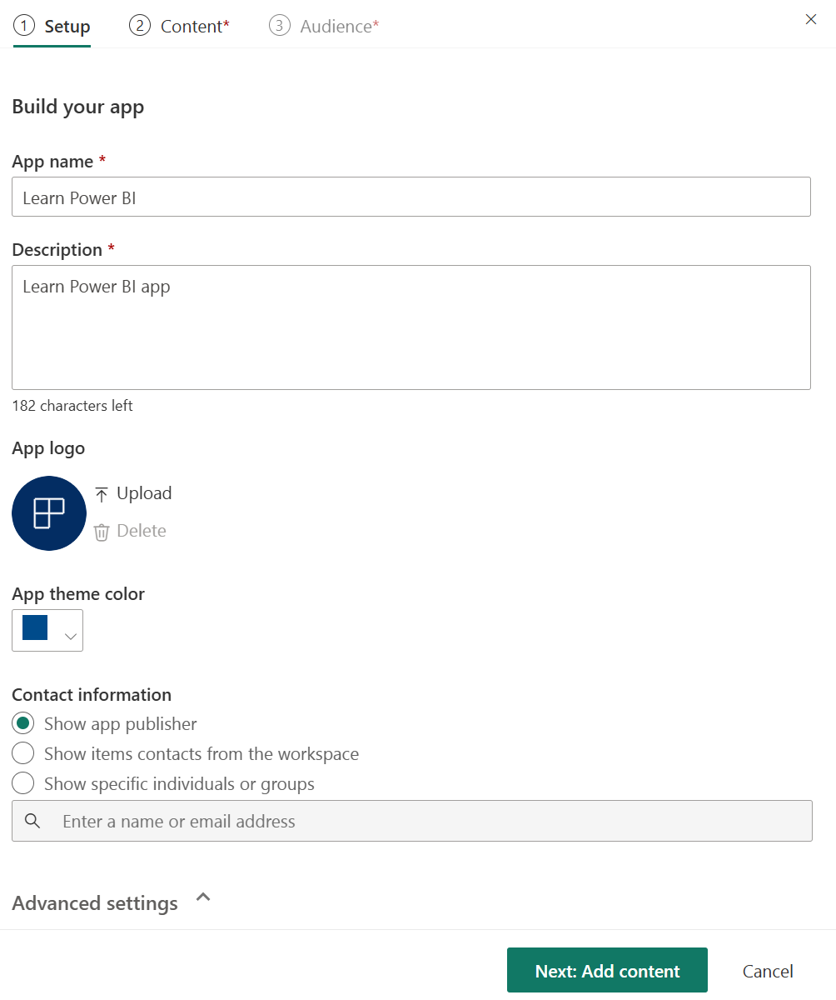 1 Setup 2 Content* 3 Audience*
Build your app
App name *
Learn Power BI
Description *
Learn Power BI app
182 characters left
App logo
Upload
Delete
App theme color
Contact information
Show app publisher
Show items contacts from the workspace
Show specific individuals or groups
Enter a name or email address
Advanced settings
Next: Add content Cancel